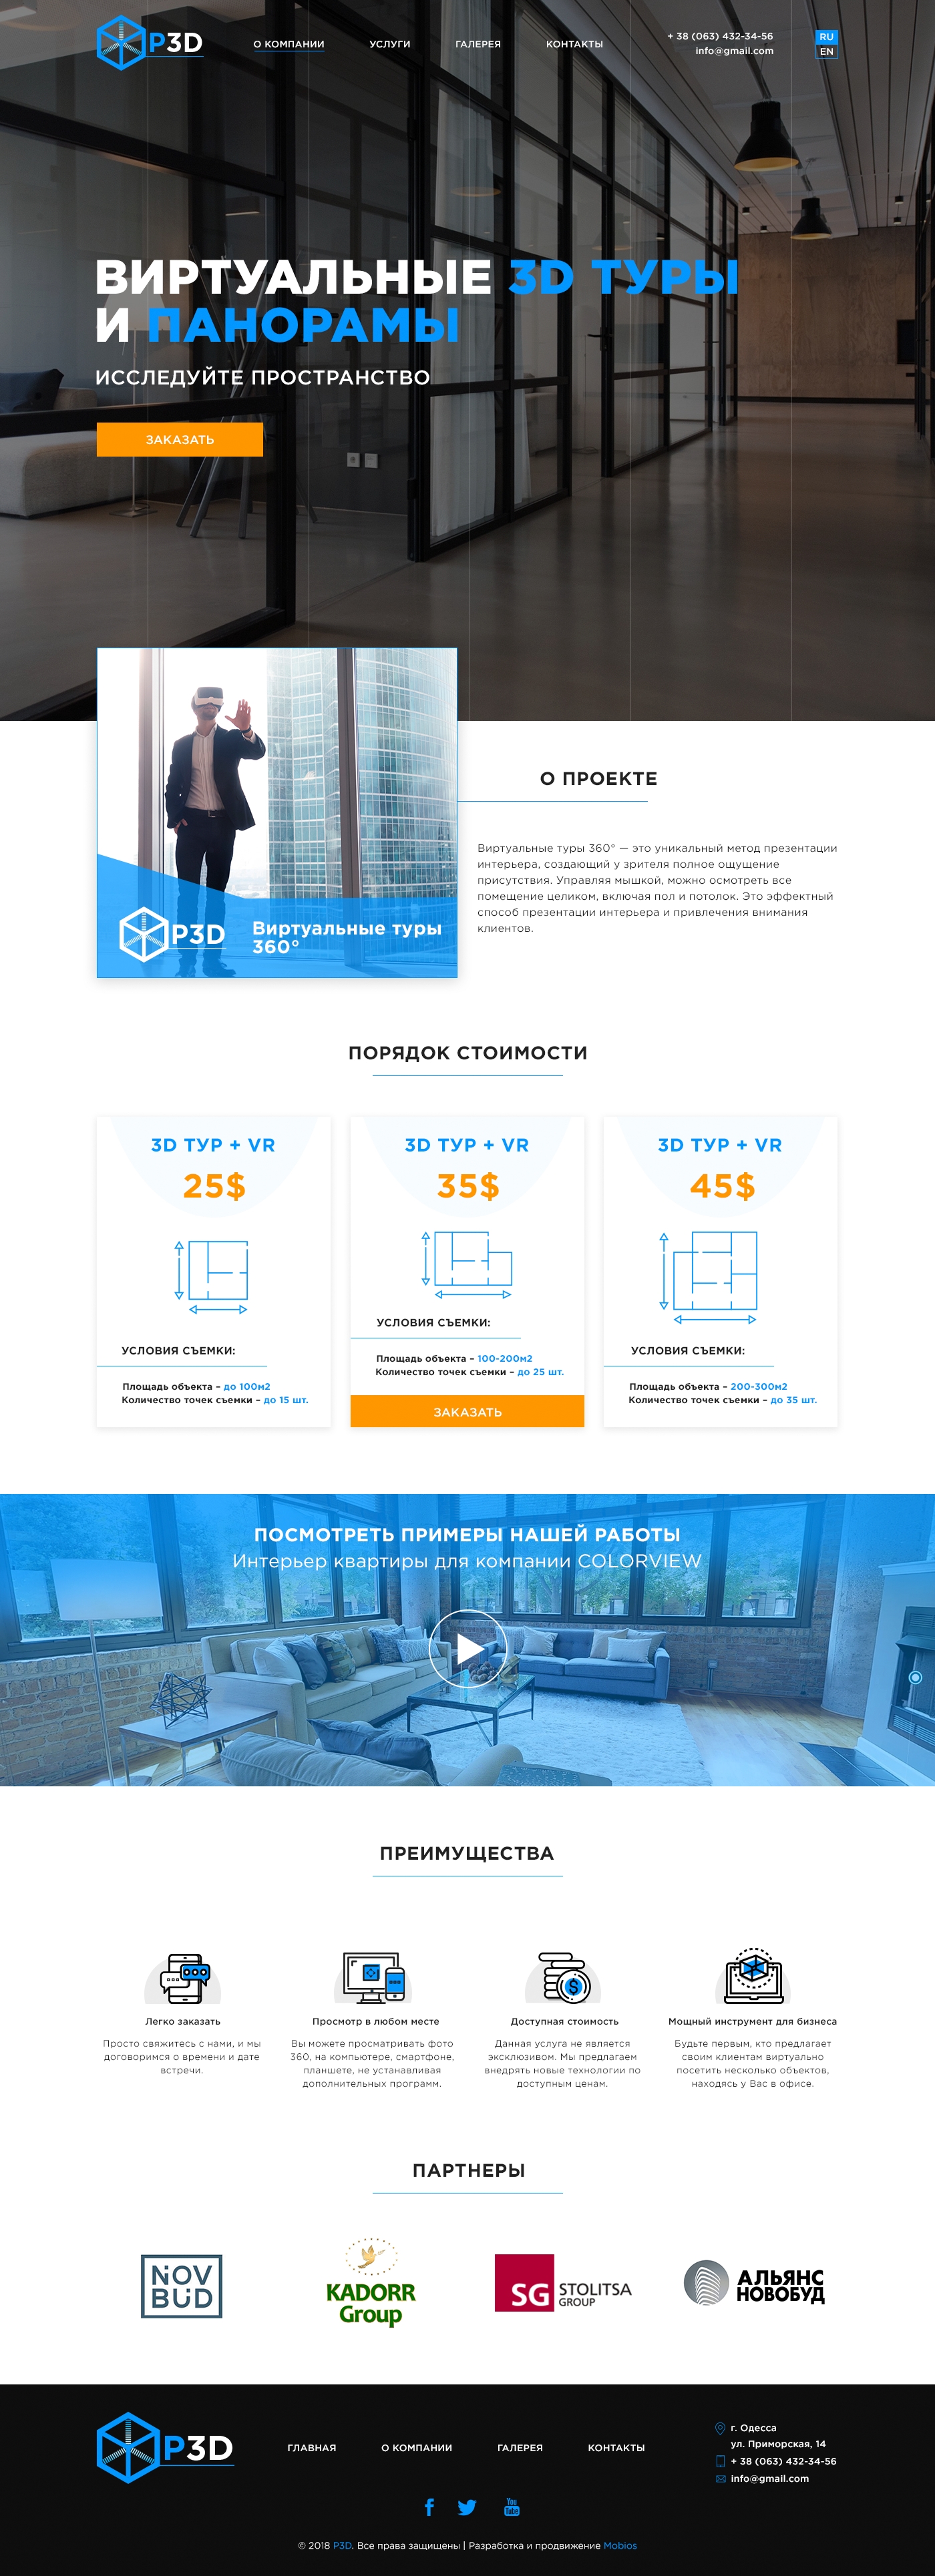 P3D
О КОМПАНИИ
УСЛУГИ
ГАЛЕРЕЯ
КОНТАКТЫ
+ 38 (063) 432-34-56
info@gmail.com
RU
EN
ВИРТУАЛЬНЫЕ 3D ТУРЫ
И ПАНОРАМЫ
ИССЛЕДУЙТЕ ПРОСТРАНСТВО
ЗАКАЗАТЬ
P3D
Виртуальные туры
360°
О ПРОЕКТЕ
Виртуальные туры 360° — это уникальный метод презентации
интерьера, создающий у зрителя полное ощущение
присутствия. Управляя мышкой, можно осмотреть все
помещение целиком, включая пол и потолок. Это эффектный
способ презентации интерьера и привлечения внимания
клиентов.
ПОРЯДОК СТОИМОСТИ
3D ТУР + VR
25$
УСЛОВИЯ СЪЕМКИ:
Площадь объекта – до 100м2
Количество точек съемки – до 15 шт.
3D ТУР + VR
35$
УСЛОВИЯ СЪЕМКИ:
Площадь объекта – 100-200м2
Количество точек съемки – до 25 шт.
ЗАКАЗАТЬ
3D ТУР + VR
45$
УСЛОВИЯ СЪЕМКИ:
Площадь объекта – 200-300м2
Количество точек съемки – до 35 шт.
ПОСМОТРЕТЬ ПРИМЕРЫ НАШЕЙ РАБОТЫ
Интерьер квартиры для компании COLORVIEW
ПРЕИМУЩЕСТВА
Легко заказать
Просто свяжитесь с нами, и мы
договоримся о времени и дате
встречи.
Просмотр в любом месте
Вы можете просматривать фото
360, на компьютере, смартфоне,
планшете, не устанавливая
дополнительных программ.
$
Доступная стоимость
Данная услуга не является
эксклюзивом. Мы предлагаем
внедрять новые технологии по
доступным ценам.
Мощный инструмент для бизнеса
Будьте первым, кто предлагает
своим клиентам виртуально
посетить несколько объектов,
находясь у Вас в офисе.
ПАРТНЕРЫ
NOV
BUD
KADORR
Group
SG STOLITSA
GROUP
АЛЬЯНС
НОВОБУД
P3D
ГЛАВНАЯ
О КОМПАНИИ
ГАЛЕРЕЯ
КОНТАКТЫ
г. Одесса
ул. Приморская, 14
+ 38 (063) 432-34-56
info@gmail.com
You
Tube
© 2018 P3D. Все права защищены | Разработка и продвижение Mobios